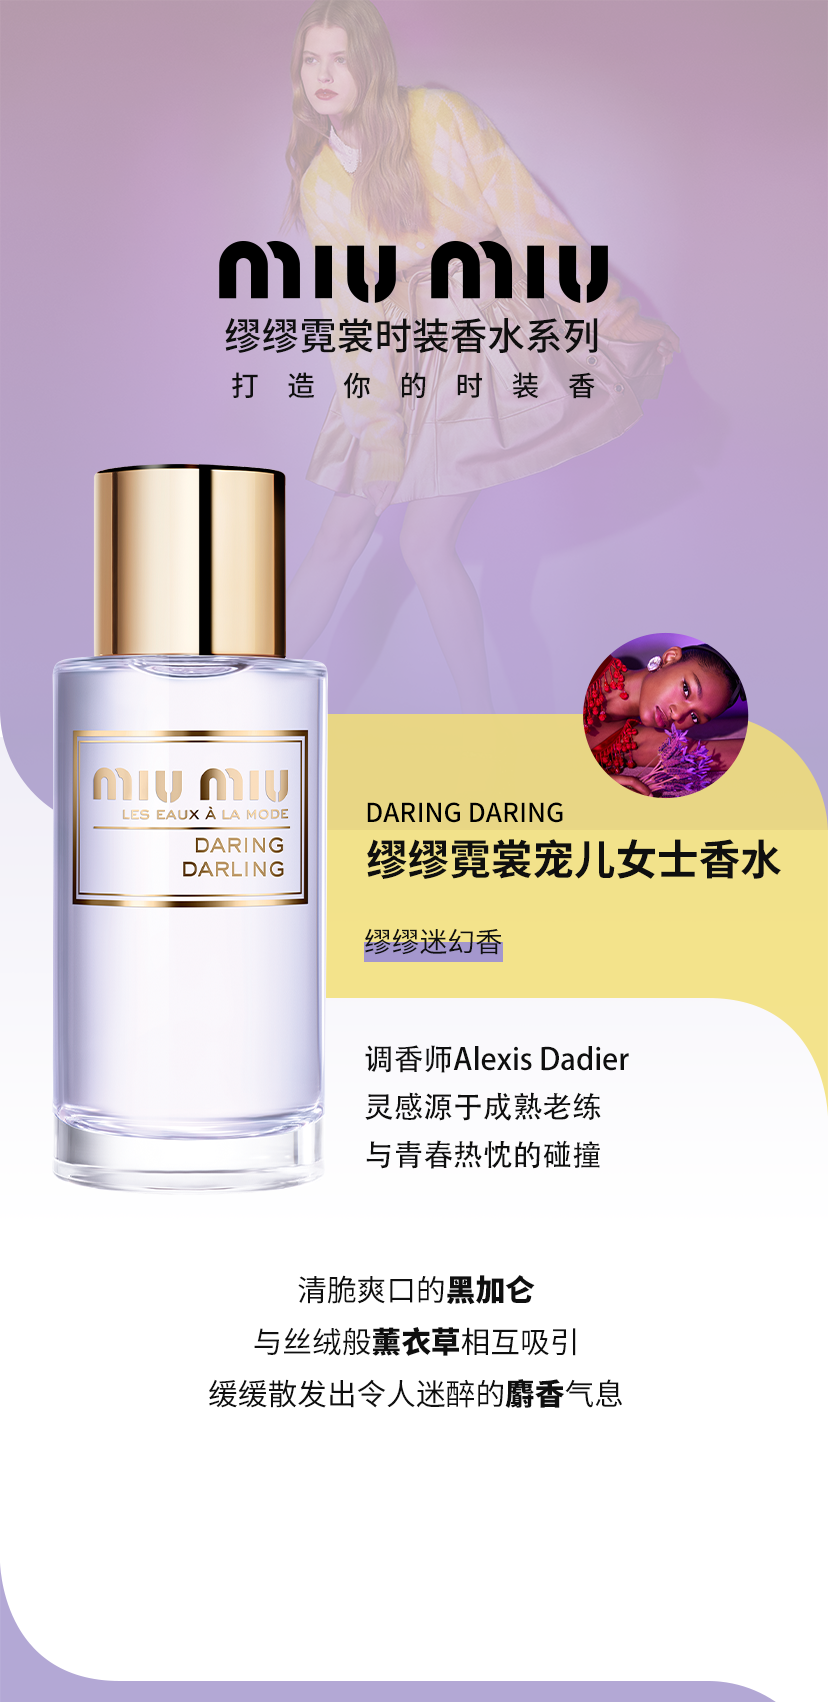 MIU MIU
缪缪霓裳时装香水系列
打造你的时装香
MIU MIU
LES EAUX À LA MODE
DARING
DARLING
DARING DARING
缪缪霓裳宠儿女士香水
缪缪迷幻香
调香师Alexis Dadier
灵感源于成熟老练
与青春热忱的碰撞
清脆爽口的黑加仑
与丝绒般薰衣草相互吸引
缓缓散发出令人迷醉的麝香气息